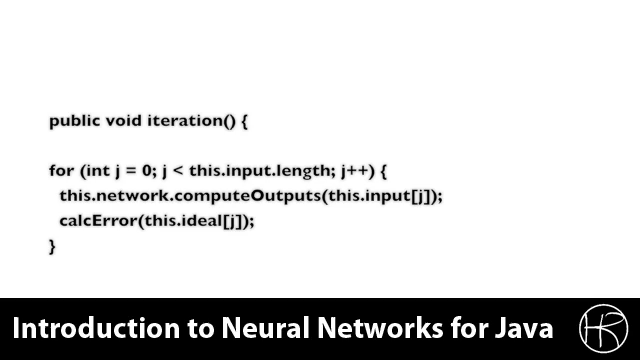 public void iteration() {
for (int j = 0; j < this.input.length; j++) {
this.network.computeOutputs(this.input[j]);
calcError(this.ideal[j]);
}
Introduction to Neural Networks for Java